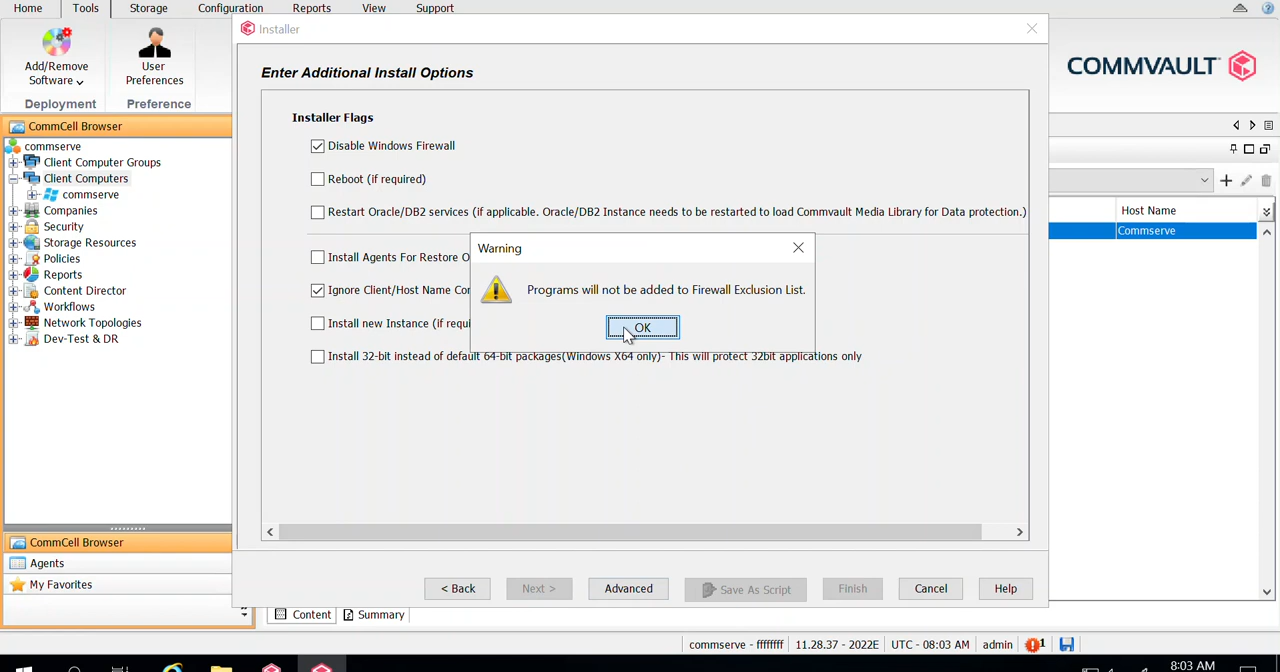 Home Tools Storage Configuration Reports View Support
Installer
Add/Remove
Software
User
Preferences
Deployment
Preference
COMMVAULT
Enter Additional Install Options
CommCell Browser
commserve
Client Computer Groups
Client Computers
commserve
Companies
Security
Storage Resources
Policies
Reports
Content Director
Workflows
Network Topologies
Dev-Test & DR
Installer Flags
Disable Windows Firewall
Reboot (if required)
Restart Oracle/DB2 services (if applicable. Oracle/DB2 Instance needs to be restarted to load Commvault Media Library for Data protection.)
Install Agents For Restore O
Ignore Client/Host Name Con
Install new Instance (if requi
Install 32-bit instead of default 64-bit packages(Windows X64 only)- This will protect 32bit applications only
Warning
Programs will not be added to Firewall Exclusion List.
OK
Host Name
Commserve
CommCell Browser
Agents
My Favorites
< Back
Next >
Advanced
Save As Script
Finish
Cancel
Help
Content
Summary
commserve - ffffffff
11.28.37 - 2022E
UTC - 08:03 AM
admin
1
8:03 AM